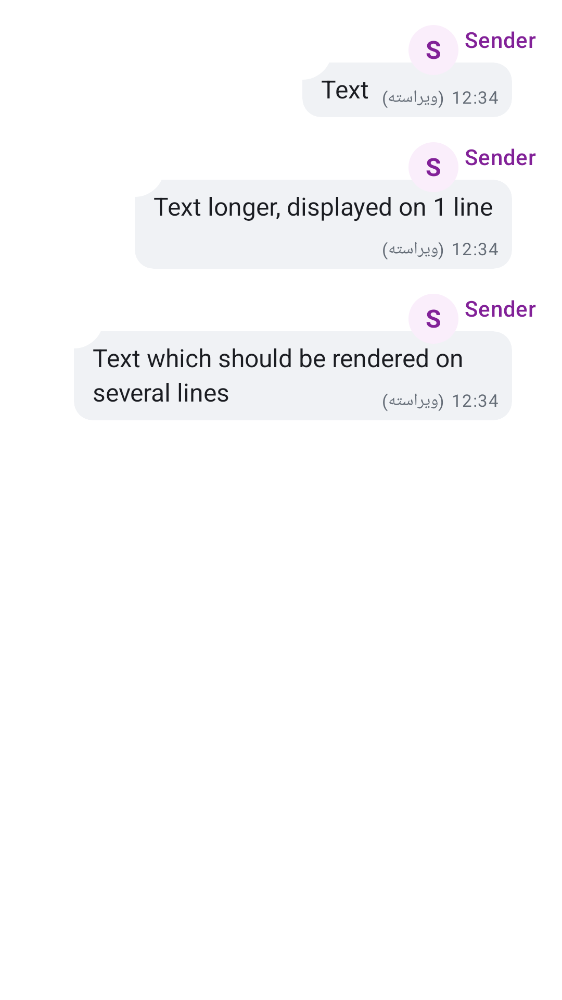 S Sender
Text 12:34 (ویراسته)
S Sender
Text longer, displayed on 1 line
12:34 (ویراسته)
S Sender
Text which should be rendered on
several lines 12:34 (ویراسته)